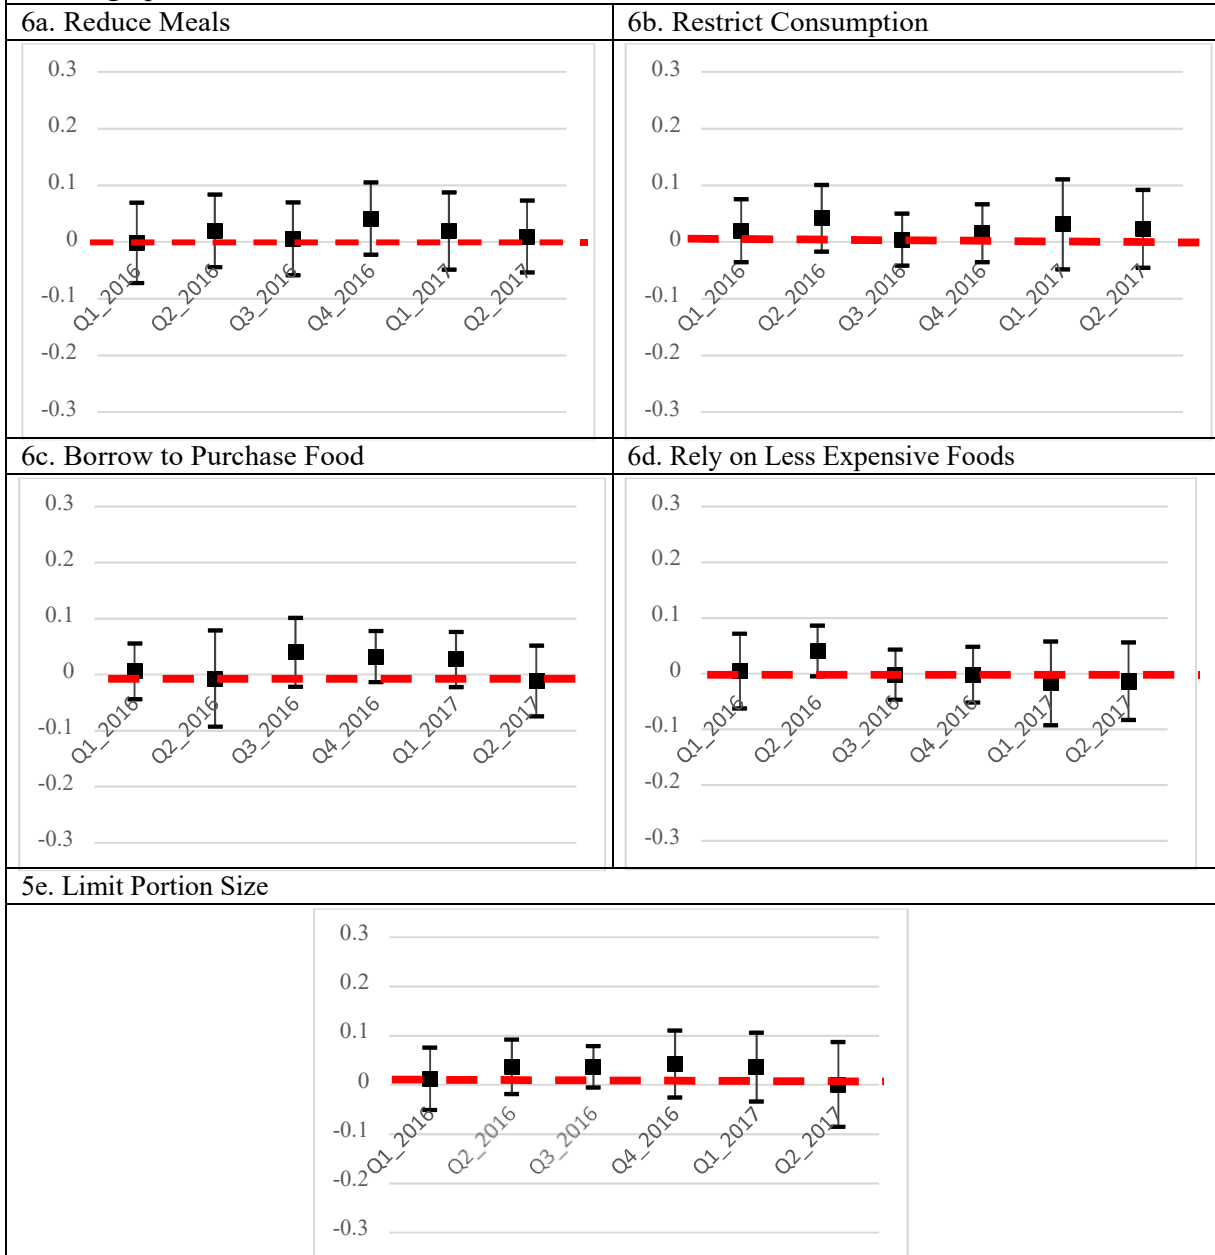 6a. Reduce Meals
6b. Restrict Consumption
0.3
0.2
0.1
0
-0.1
-0.2
-0.3
Q1_2016
Q2_2016
Q3_2016
Q4_2016
Q1_2017
Q2_2017
0.3
0.2
0.1
0
-0.1
-0.2
-0.3
Q1_2016
Q2_2016
Q3_2016
Q4_2016
Q1_2017
Q2_2017
6c. Borrow to Purchase Food
6d. Rely on Less Expensive Foods
0.3
0.2
0.1
0
-0.1
-0.2
-0.3
Q1_2016
Q2_2016
Q3_2016
Q4_2016
Q1_2017
Q2_2017
0.3
0.2
0.1
0
-0.1
-0.2
-0.3
Q1_2016
Q2_2016
Q3_2016
Q4_2016
Q1_2017
Q2_2017
5e. Limit Portion Size
0.3
0.2
0.1
0
-0.1
-0.2
-0.3
Q1_2016
Q2_2016
Q3_2016
Q4_2016
Q1_2017
Q2_2017